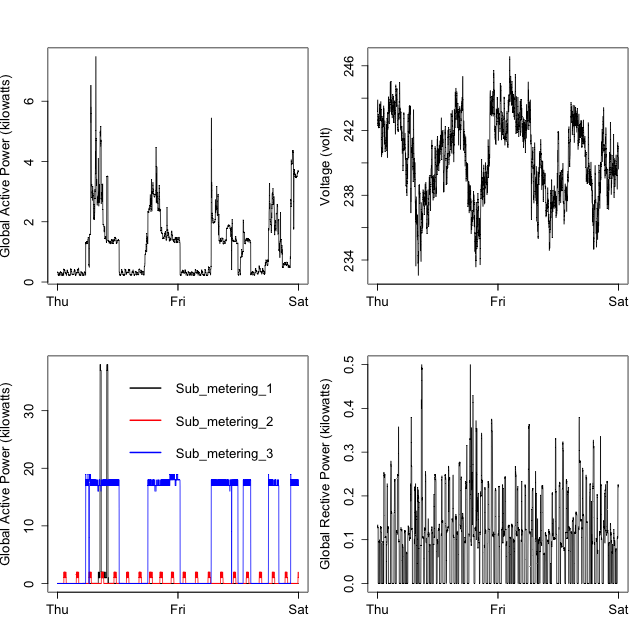 Global Active Power (kilowatts)
0 2 4 6
Thu Fri Sat
Voltage (volt)
234 238 242 246
Thu Fri Sat
Global Active Power (kilowatts)
0 10 20 30
Sub_metering_1
Sub_metering_2
Sub_metering_3
Thu Fri Sat
Global Rective Power (kilowatts)
0.0 0.1 0.2 0.3 0.4 0.5
Thu Fri Sat